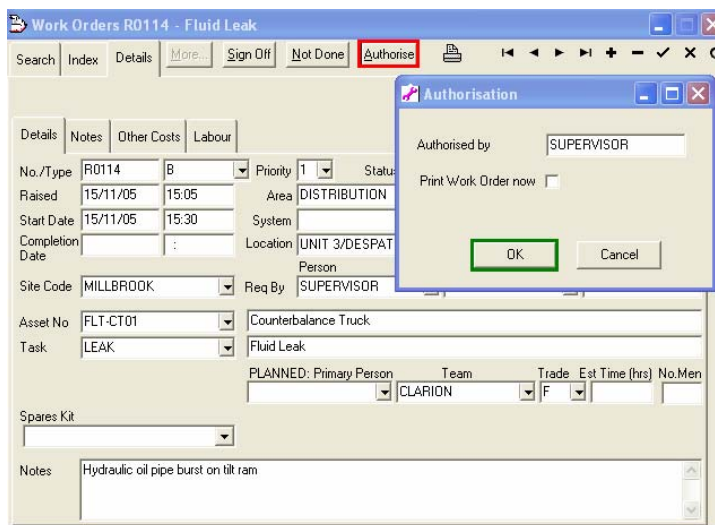 Work Orders R0114 - Fluid Leak
Search Index Details More... Sign Off Not Done Authorise
Authorisation
Authorised by SUPERVISOR
Print Work Order now
OK Cancel
Details Notes Other Costs Labour
No./Type R0114 B Priority 1
Raised 15/11/05 15:05 Area DISTRIBUTION
Start Date 15/11/05 15:30 System
Completion Date : Location UNIT 3/DESPAT
Person
Site Code MILLBROOK Req By SUPERVISOR
Asset No FLT-CT01 Counterbalance Truck
Task LEAK Fluid Leak
PLANNED: Primary Person Team Trade Est Time (hrs) No.Men
CLARION F
Spares Kit
Notes Hydraulic oil pipe burst on tilt ram